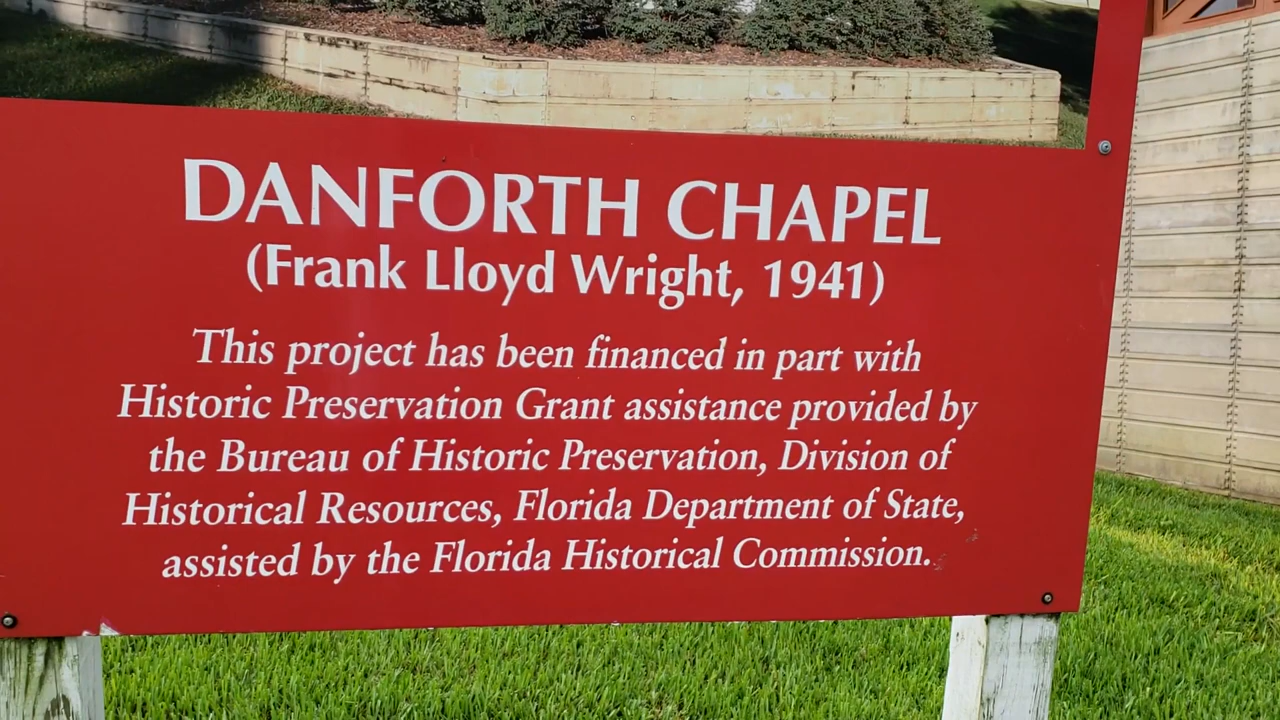 DANFORTH CHAPEL
(Frank Lloyd Wright, 1941)
This project has been financed in part with
Historic Preservation Grant assistance provided by
the Bureau of Historic Preservation, Division of
Historical Resources, Florida Department of State,
assisted by the Florida Historical Commission.